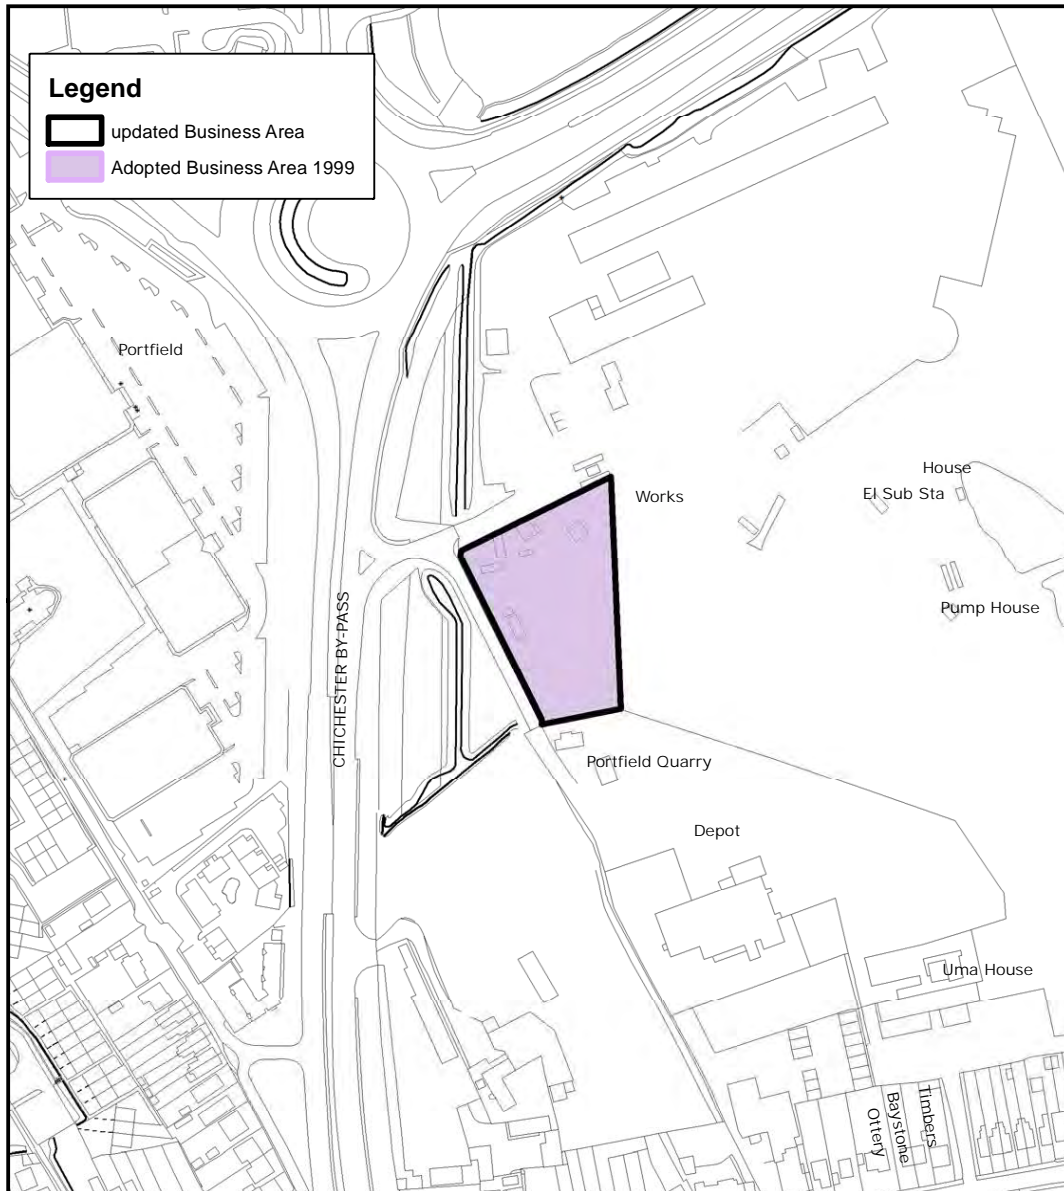 Legend
updated Business Area
Adopted Business Area 1999
Portfield
House
El Sub Sta
Works
Pump House
CHICHESTER BY-PASS
Portfield Quarry
Depot
Uma House
Timbers
Baystone
Ottery